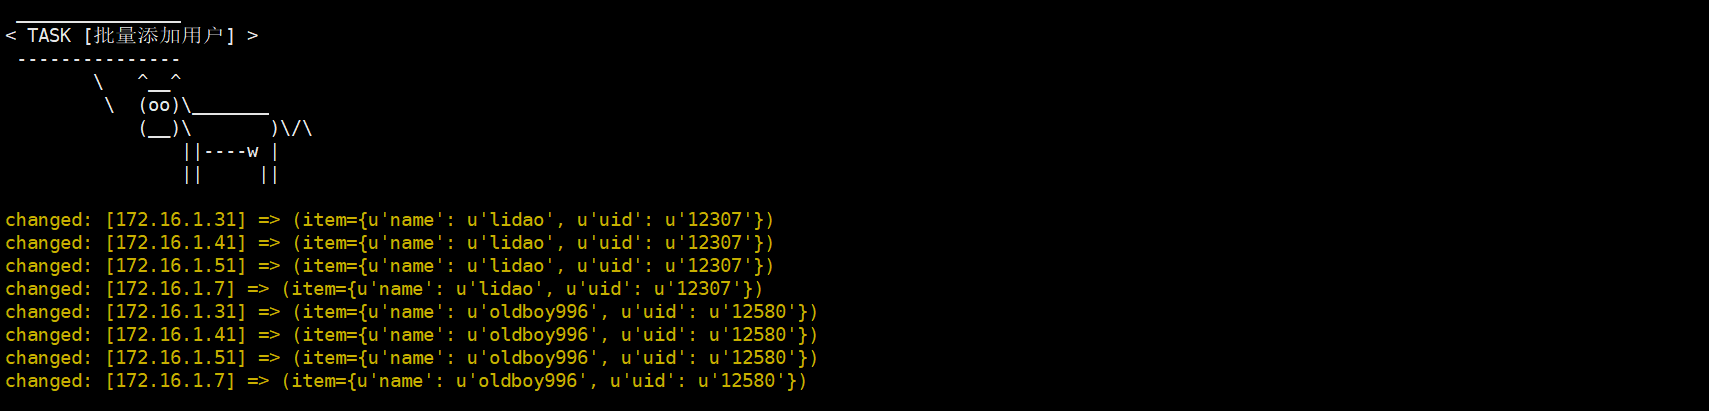 _______________
< TASK [批量添加用户] >
 ---------------
        \   ^__^
         \  (oo)\_______
            (__)\       )\/\
                ||----w |
                ||     ||
changed: [172.16.1.31] => (item={u'name': u'lidao', u'uid': u'12307'})
changed: [172.16.1.41] => (item={u'name': u'lidao', u'uid': u'12307'})
changed: [172.16.1.51] => (item={u'name': u'lidao', u'uid': u'12307'})
changed: [172.16.1.7] => (item={u'name': u'lidao', u'uid': u'12307'})
changed: [172.16.1.31] => (item={u'name': u'oldboy996', u'uid': u'12580'})
changed: [172.16.1.41] => (item={u'name': u'oldboy996', u'uid': u'12580'})
changed: [172.16.1.51] => (item={u'name': u'oldboy996', u'uid': u'12580'})
changed: [172.16.1.7] => (item={u'name': u'oldboy996', u'uid': u'12580'})